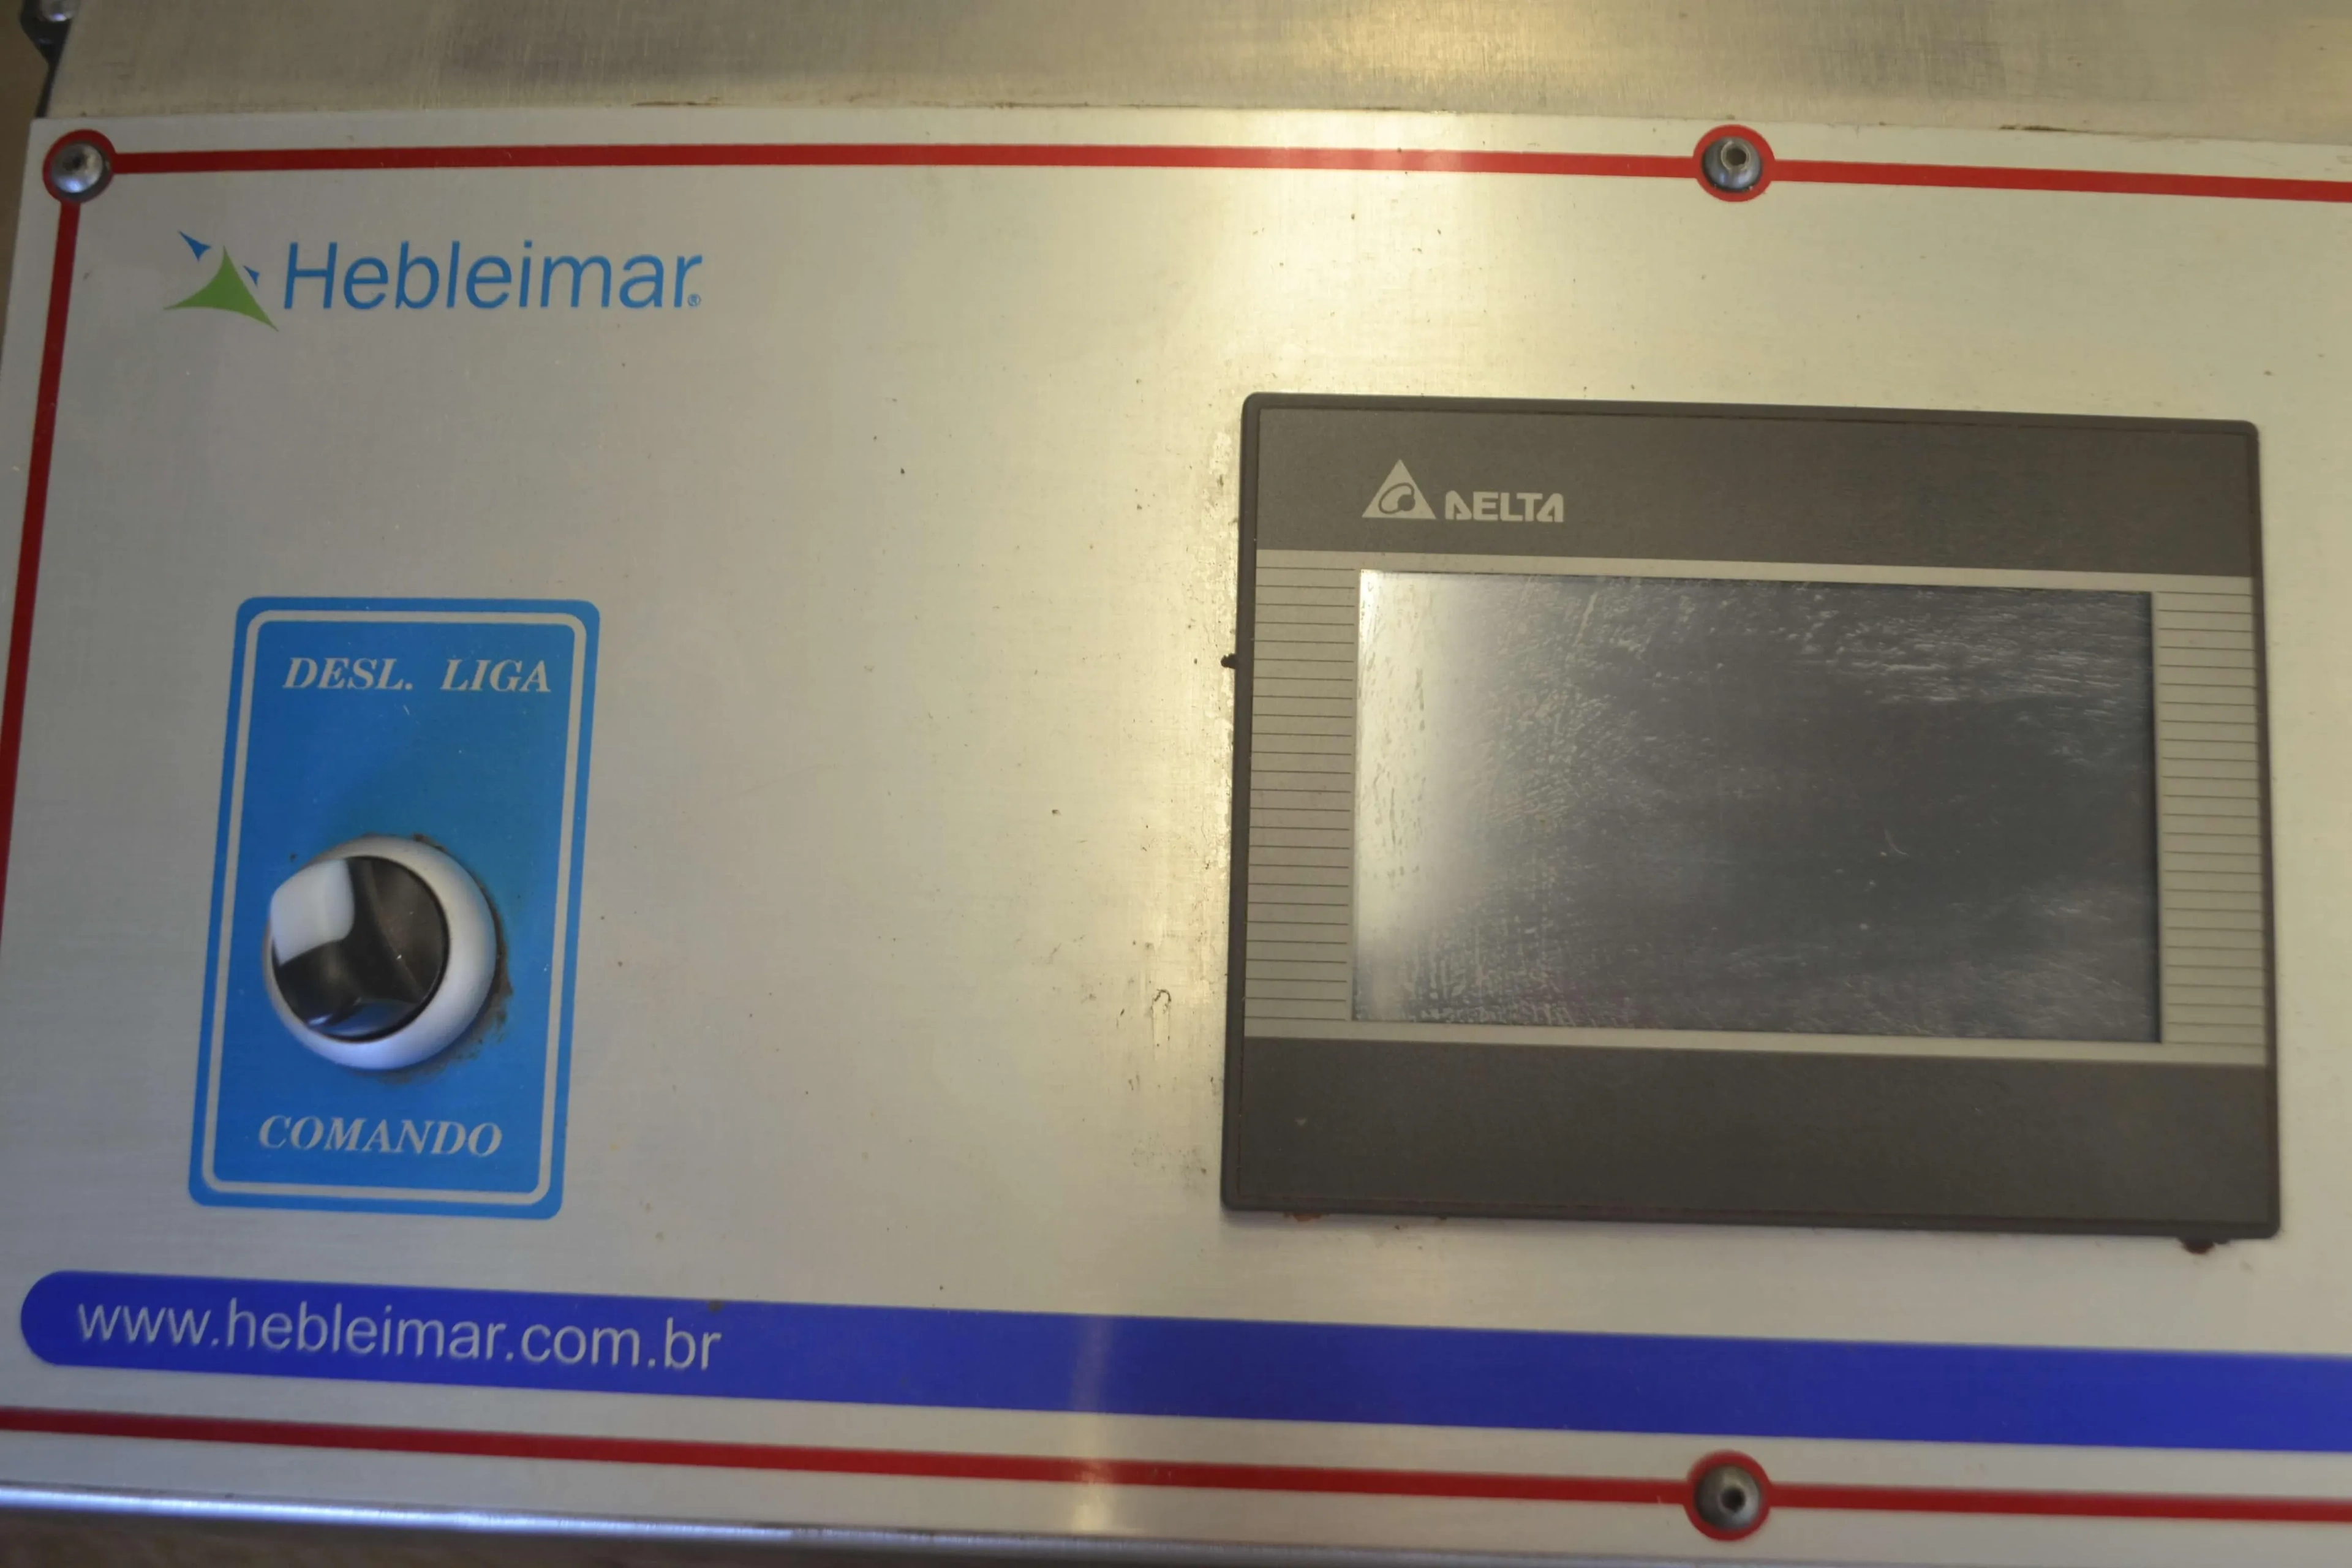 Hebleimar®
DELTA
DESL. LIGA
COMANDO
www.hebleimar.com.br